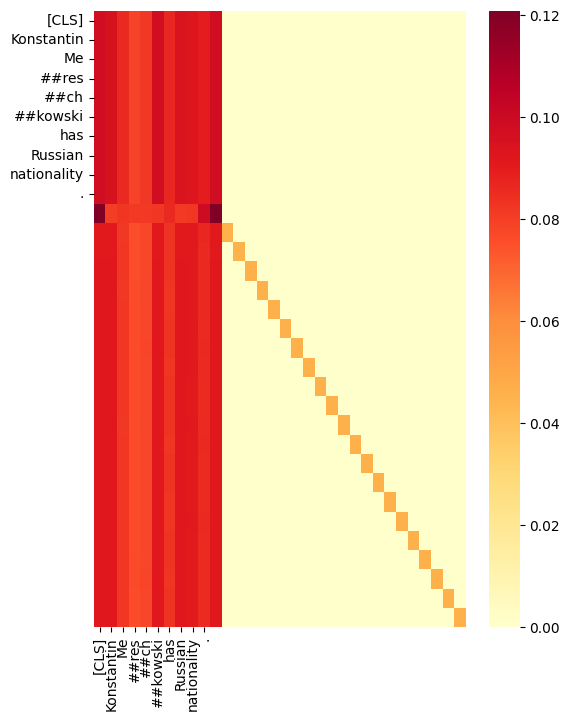 [CLS]
Konstantin
Me
##res
##ch
##kowski
has
Russian
nationality
.
0.12
0.10
0.08
0.06
0.04
0.02
0.00
[CLS]
Konstantin
Me
##res
##ch
##kowski
has
Russian
nationality
.